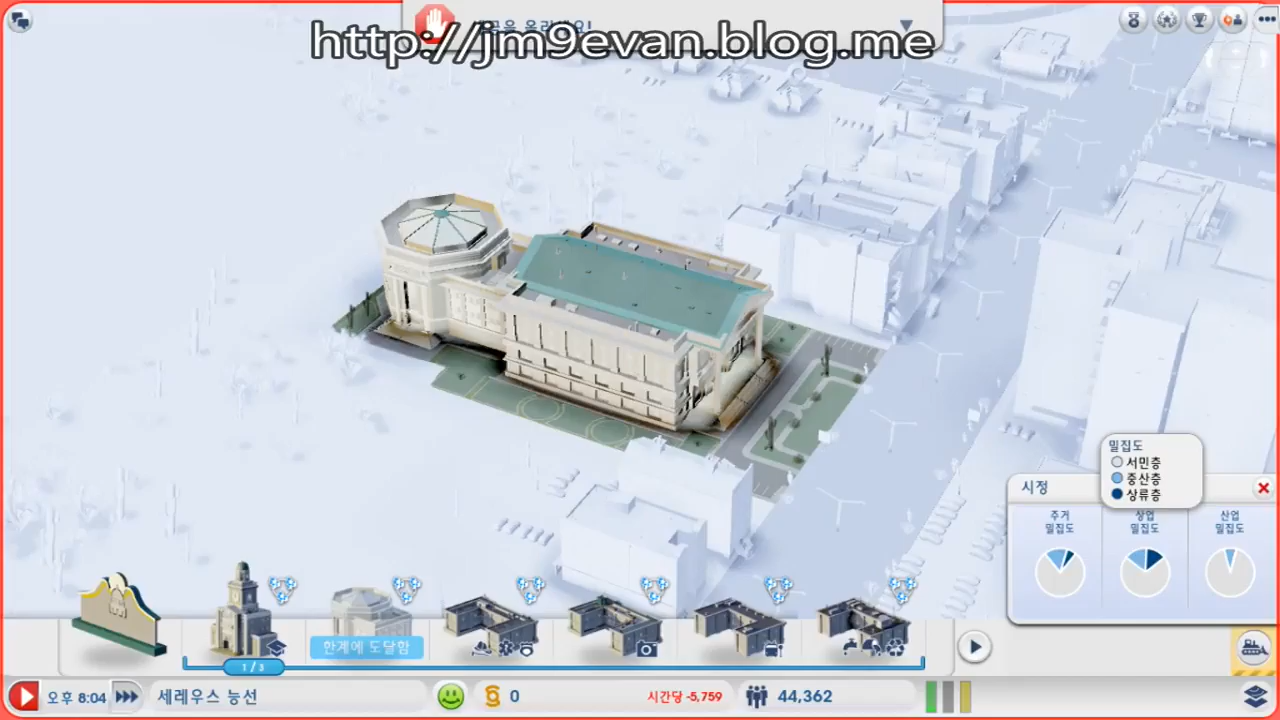 http://jm9evan.blog.me
밀집도
서민층
중산층
상류층
시정
주거
밀집도
상업
밀집도
산업
밀집도
한계에 도달함
1 / 3
오후 8:04
세레우스 능선
0
시간당 -5,759
44,362